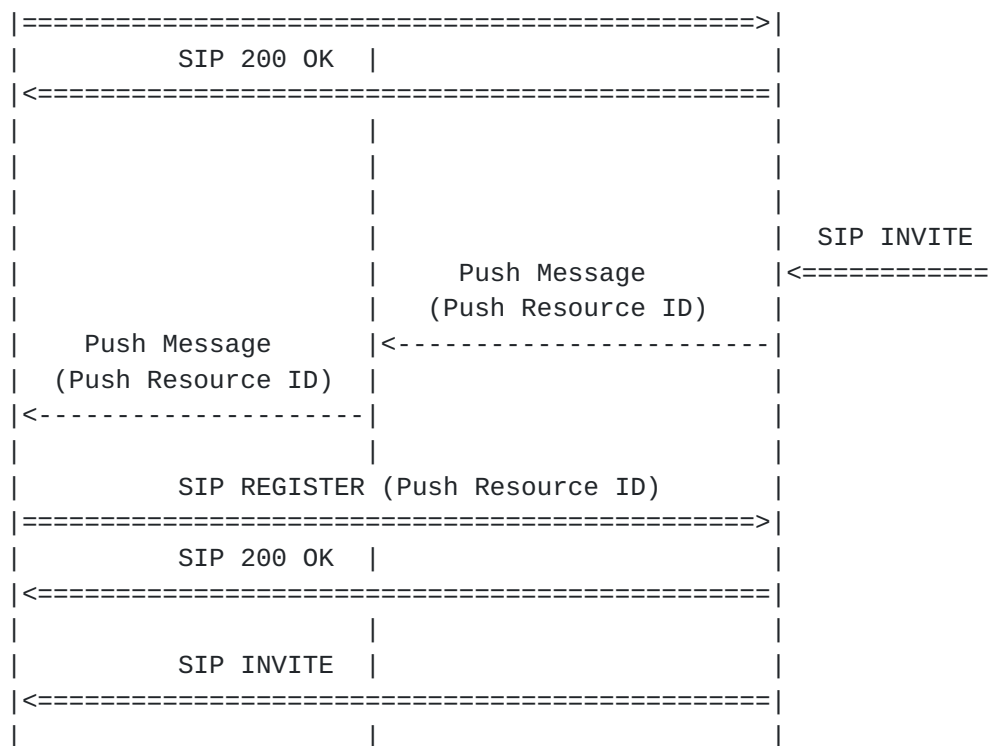 |===============================================>|
|          SIP 200 OK  |                         |
|<===============================================|
|                      |                         |
|                      |                         |
|                      |                         |
|                      |                         |  SIP INVITE
|                      |     Push Message        |<============
|                      |   (Push Resource ID)    |
|    Push Message      |<------------------------|
|  (Push Resource ID)  |                         |
|<---------------------|                         |
|                      |                         |
|          SIP REGISTER (Push Resource ID)       |
|===============================================>|
|          SIP 200 OK  |                         |
|<===============================================|
|                      |                         |
|          SIP INVITE  |                         |
|<===============================================|
|                      |                         |